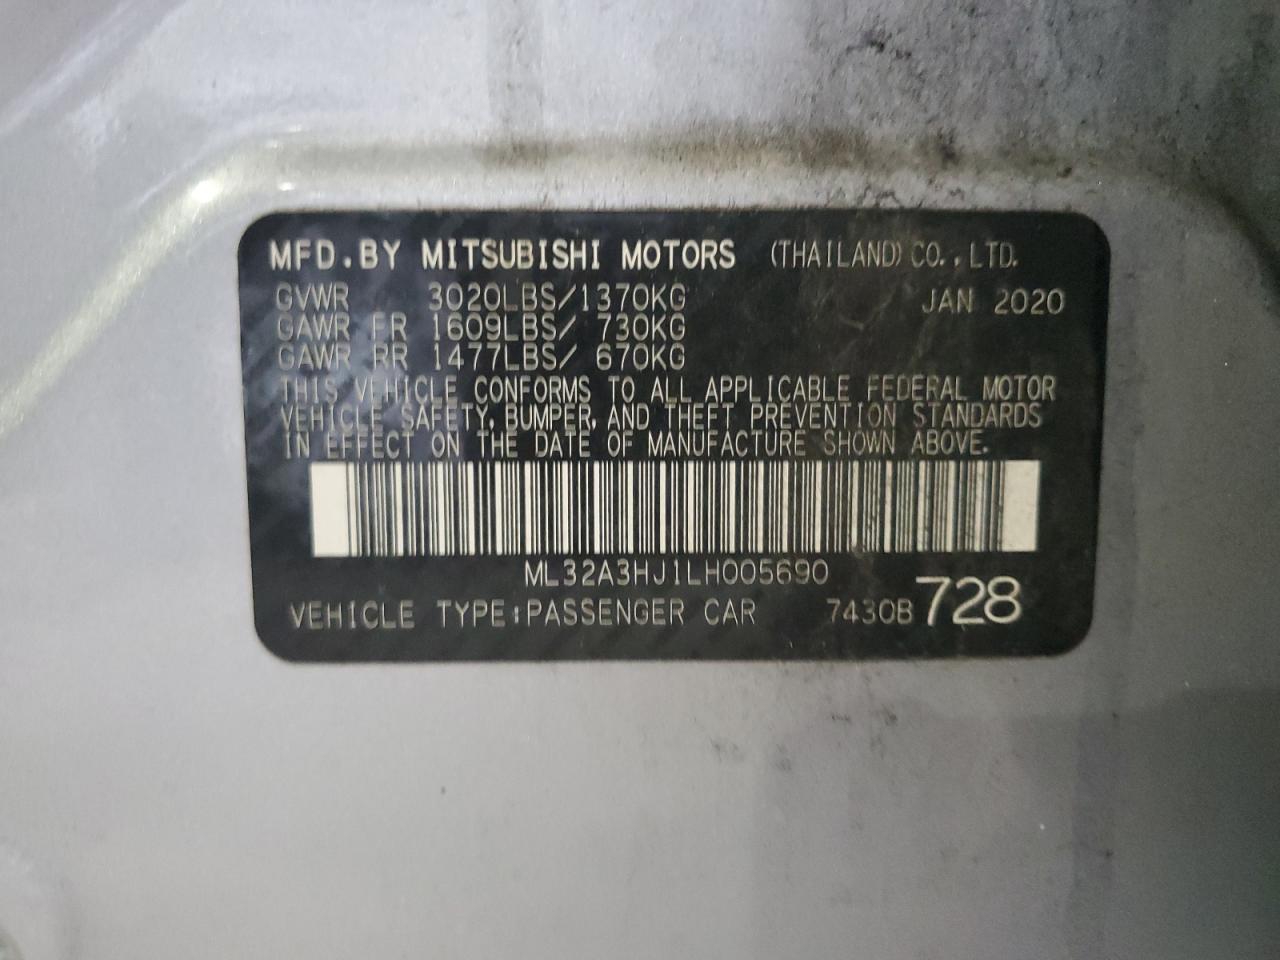 MFD.BY MITSUBISHI MOTORS (THAILAND) CO., LTD.
GVWR 3020LBS/1370KG JAN 2020
GAWR FR 1609LBS/ 730KG
GAWR RR 1477LBS/ 670KG
THIS VEHICLE CONFORMS TO ALL APPLICABLE FEDERAL MOTOR
VEHICLE SAFETY, BUMPER, AND THEFT PREVENTION STANDARDS
IN EFFECT ON THE DATE OF MANUFACTURE SHOWN ABOVE.
ML32A3HJ1LH005690
VEHICLE TYPE:PASSENGER CAR 7430B 728